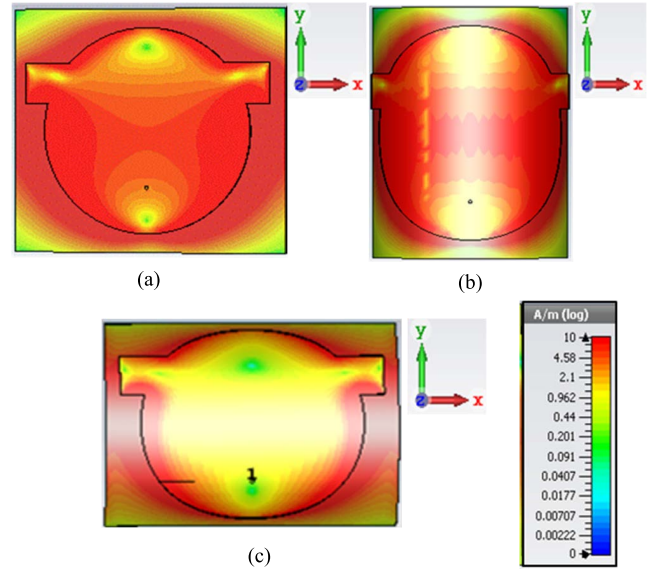 y
z
x
y
z
x
(a)
(b)
y
z
x
1
(c)
A/m (log)
10
4.58
2.1
0.962
0.44
0.201
0.091
0.0407
0.0177
0.00707
0.00222
0